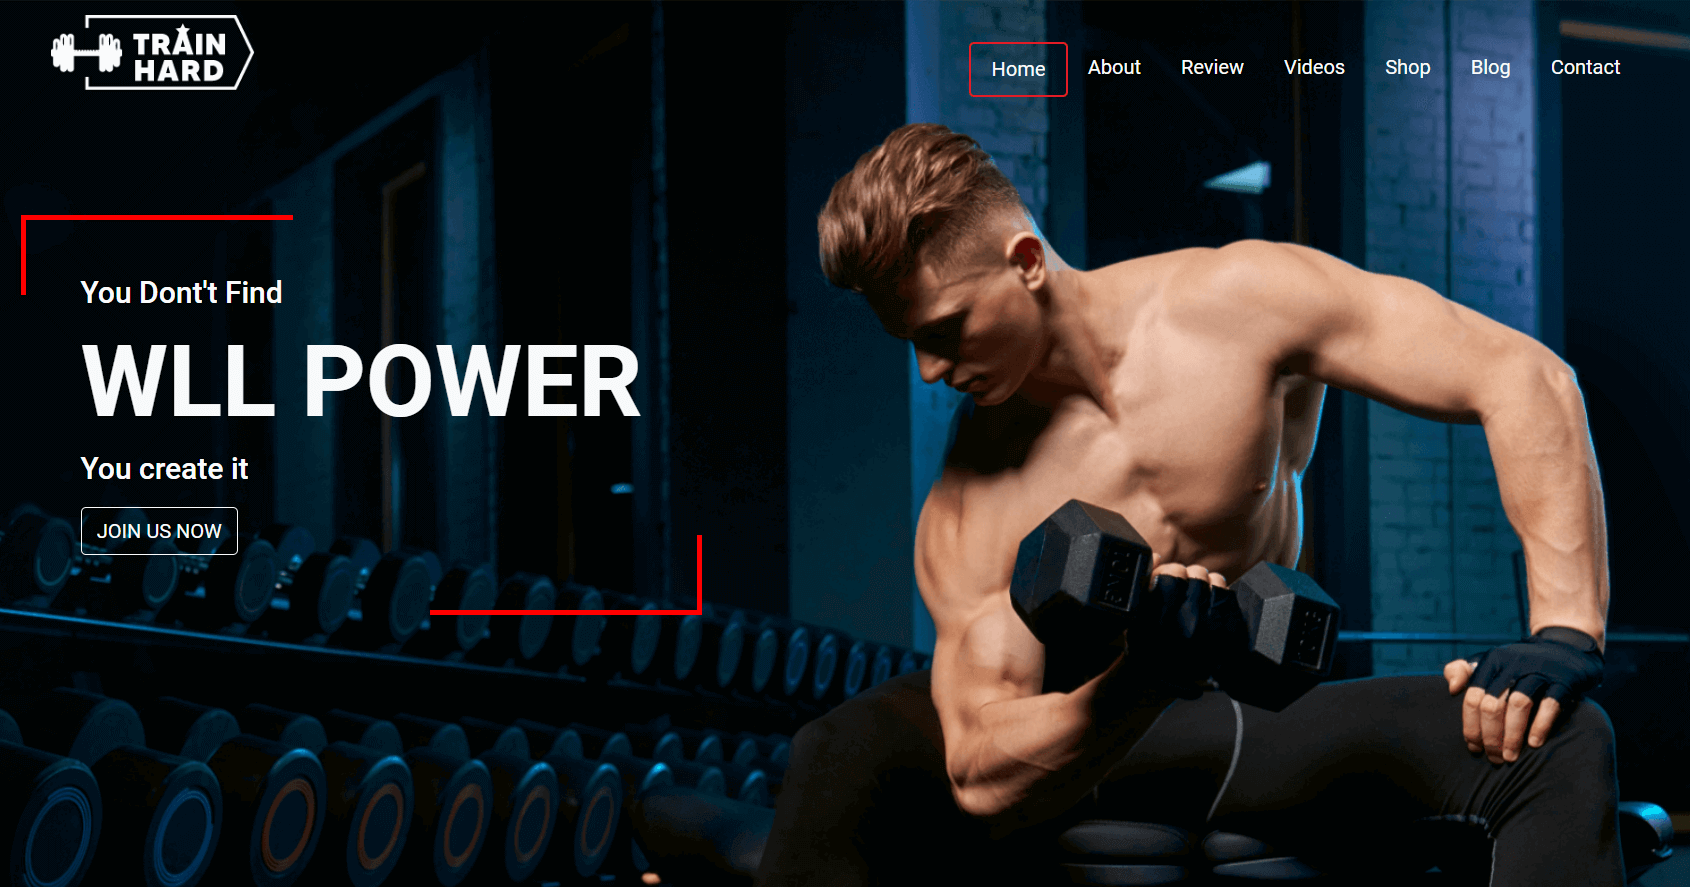 TRAIN
HARD
Home
About
Review
Videos
Shop
Blog
Contact
You Dont't Find
WLL POWER
You create it
JOIN US NOW